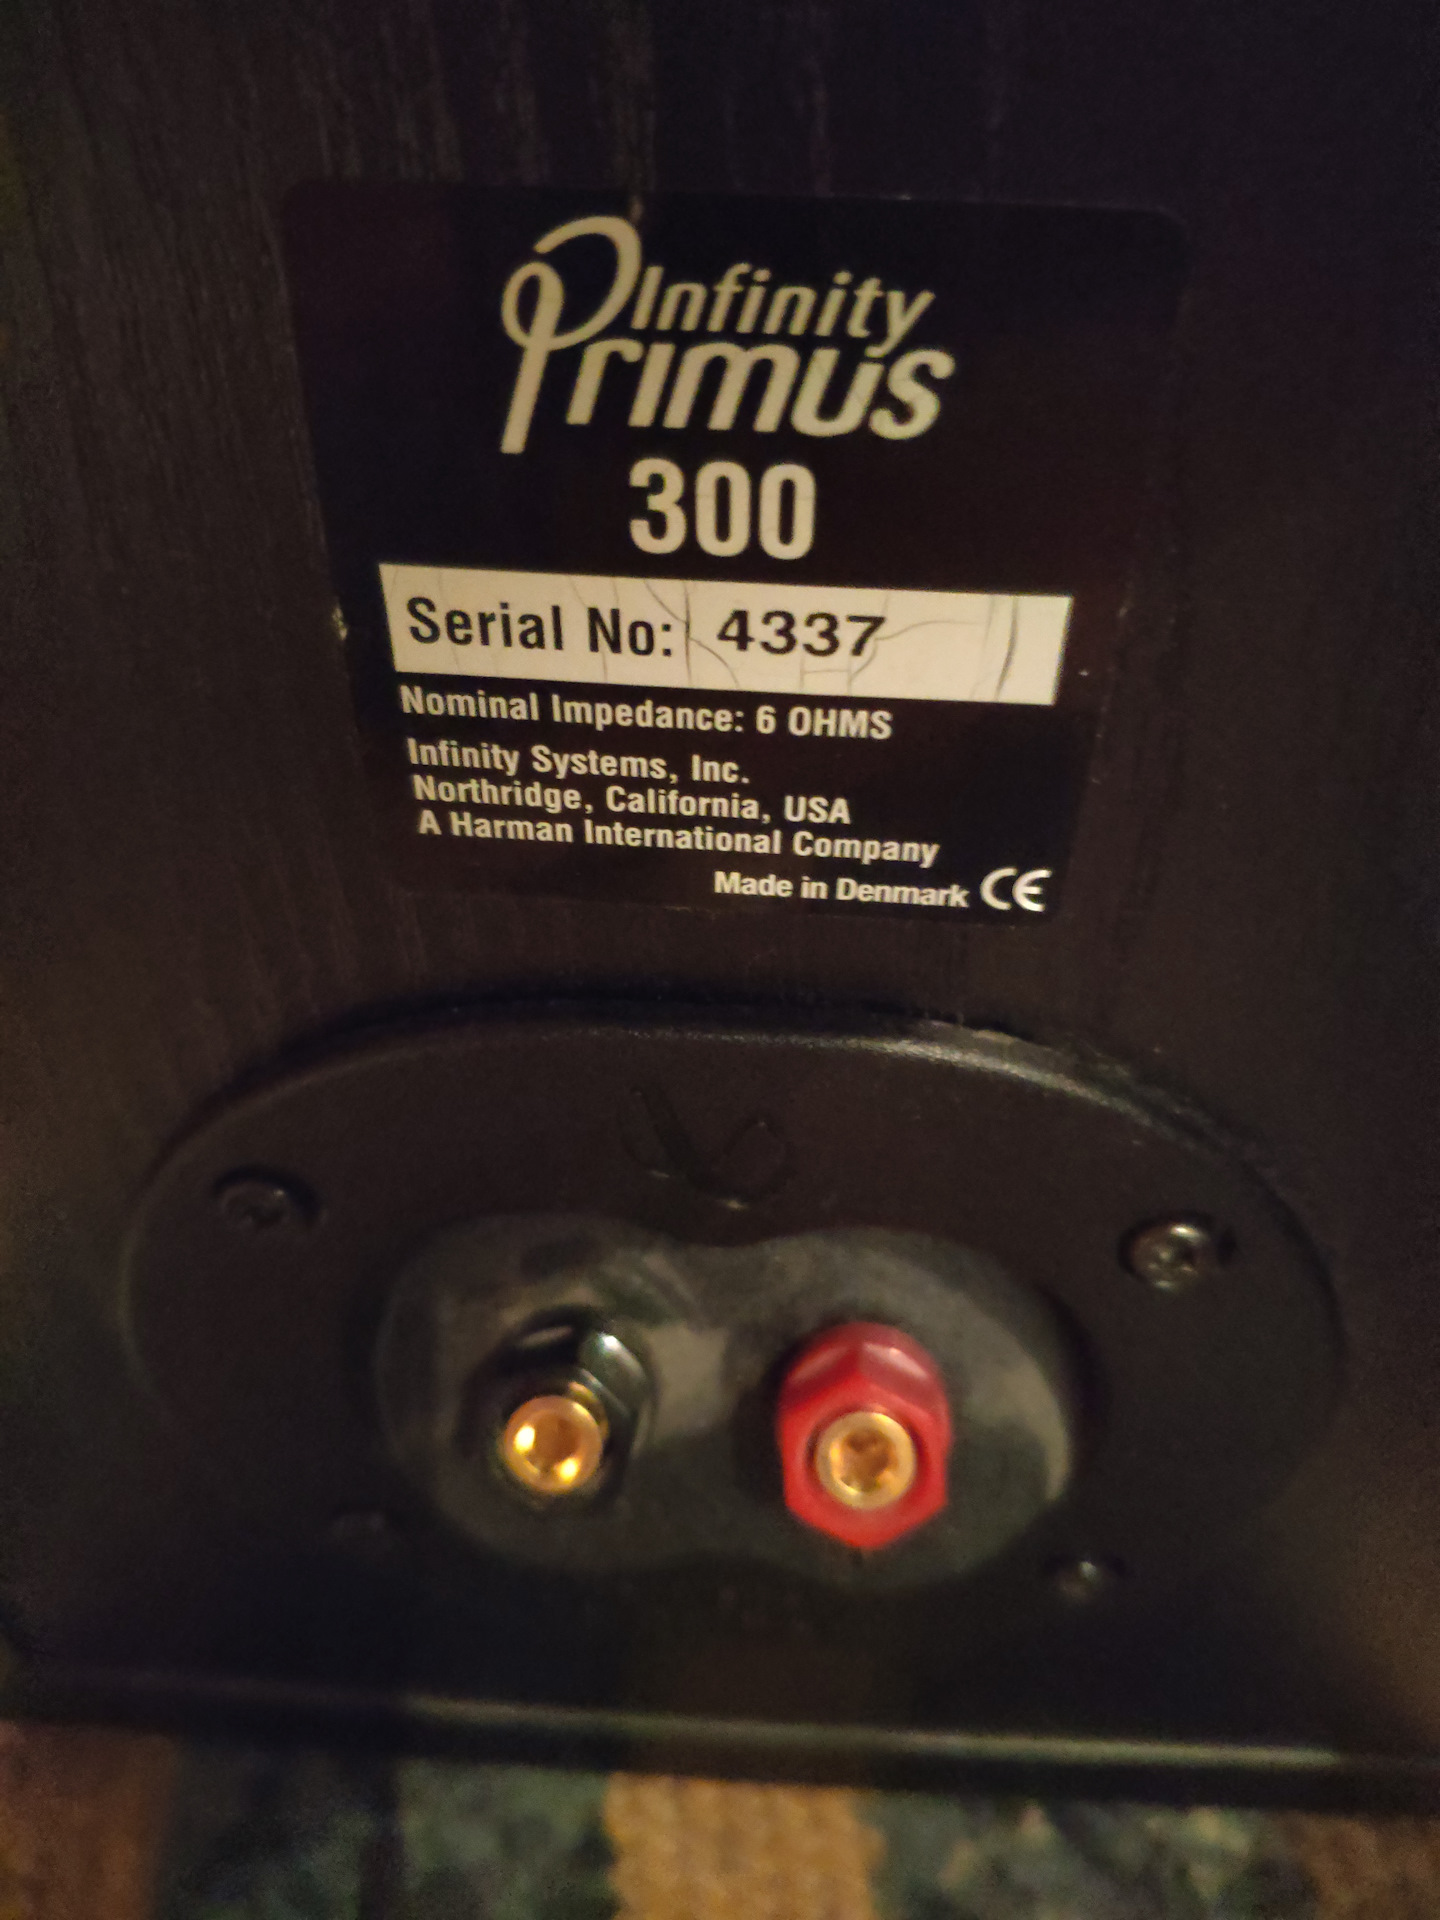 Infinity
Primus
300
Serial No: 4337
Nominal Impedance: 6 OHMS
Infinity Systems, Inc.
Northridge, California, USA
A Harman International Company
Made in Denmark CE